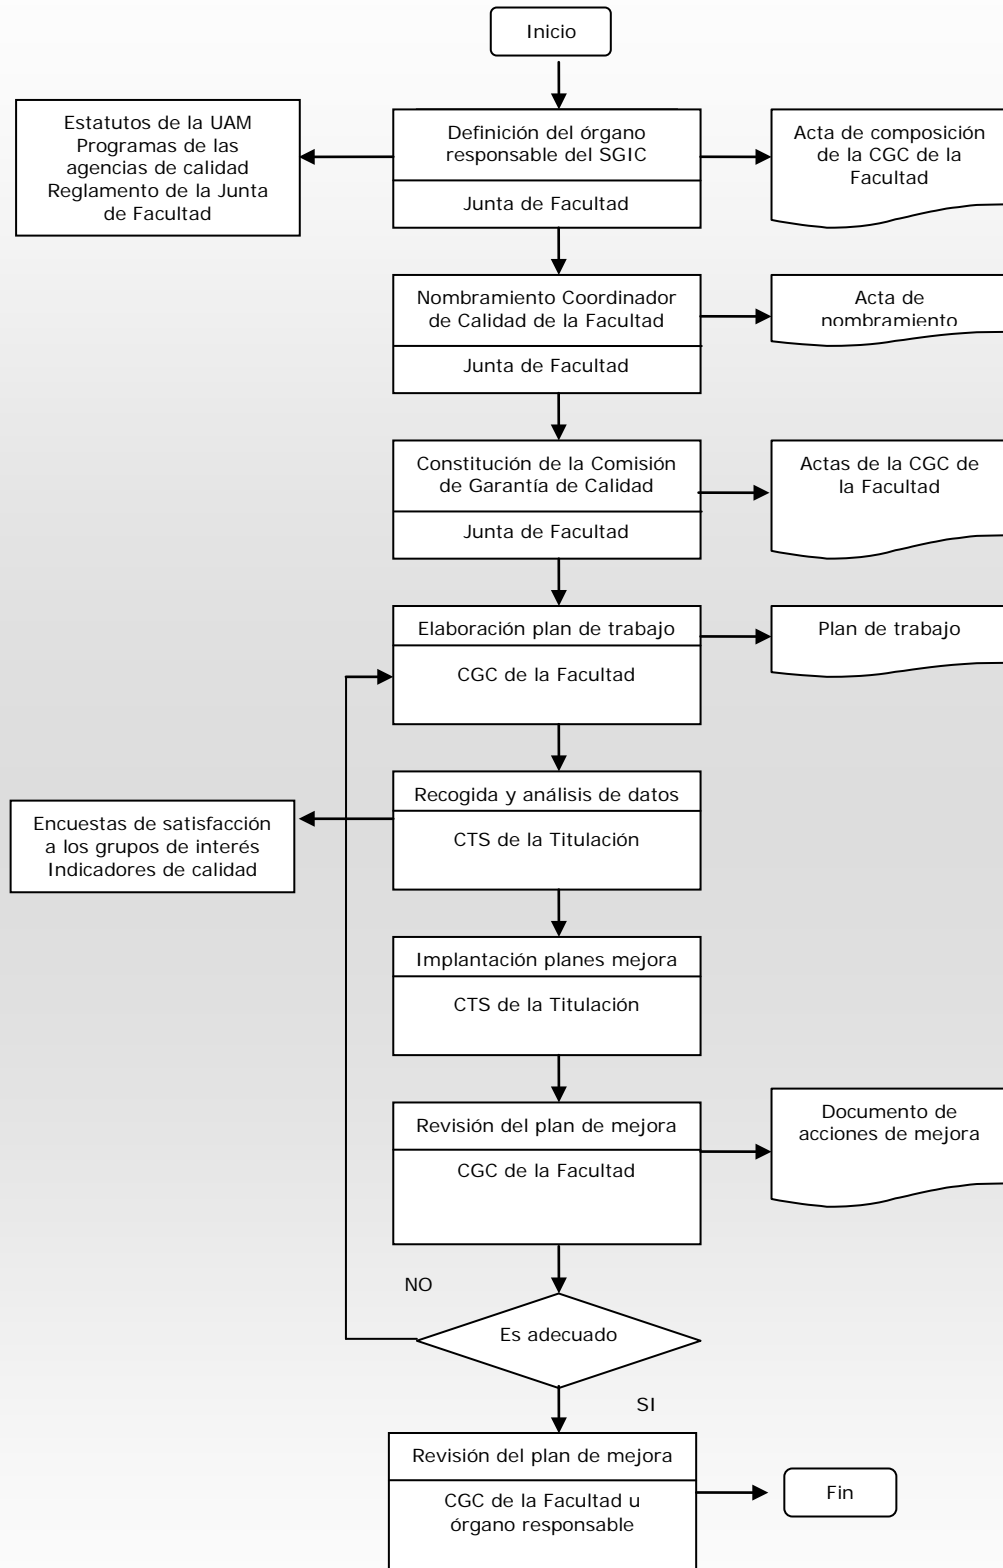 Inicio
Estatutos de la UAM
Programas de las
agencias de calidad
Reglamento de la Junta
de Facultad
Definición del órgano
responsable del SGIC
Junta de Facultad
Acta de composición
de la CGC de la
Facultad
Nombramiento Coordinador
de Calidad de la Facultad
Junta de Facultad
Acta de
nombramiento
Constitución de la Comisión
de Garantía de Calidad
Junta de Facultad
Actas de la CGC de
la Facultad
Elaboración plan de trabajo
CGC de la Facultad
Plan de trabajo
Recogida y análisis de datos
CTS de la Titulación
Encuestas de satisfacción
a los grupos de interés
Indicadores de calidad
Implantación planes mejora
CTS de la Titulación
Revisión del plan de mejora
CGC de la Facultad
Documento de
acciones de mejora
NO
Es adecuado
SI
Revisión del plan de mejora
CGC de la Facultad u
órgano responsable
Fin